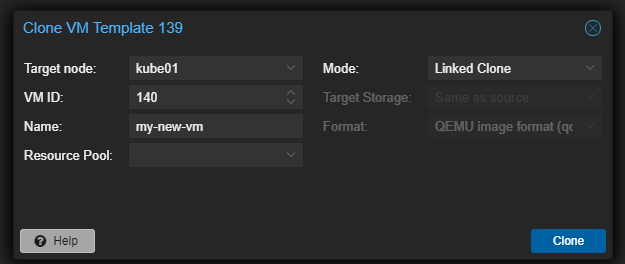 Clone VM Template 139
Target node: kube01 Mode: Linked Clone
VM ID: 140 Target Storage: Same as source
Name: my-new-vm Format: QEMU image format (qc
Resource Pool:
Help Clone